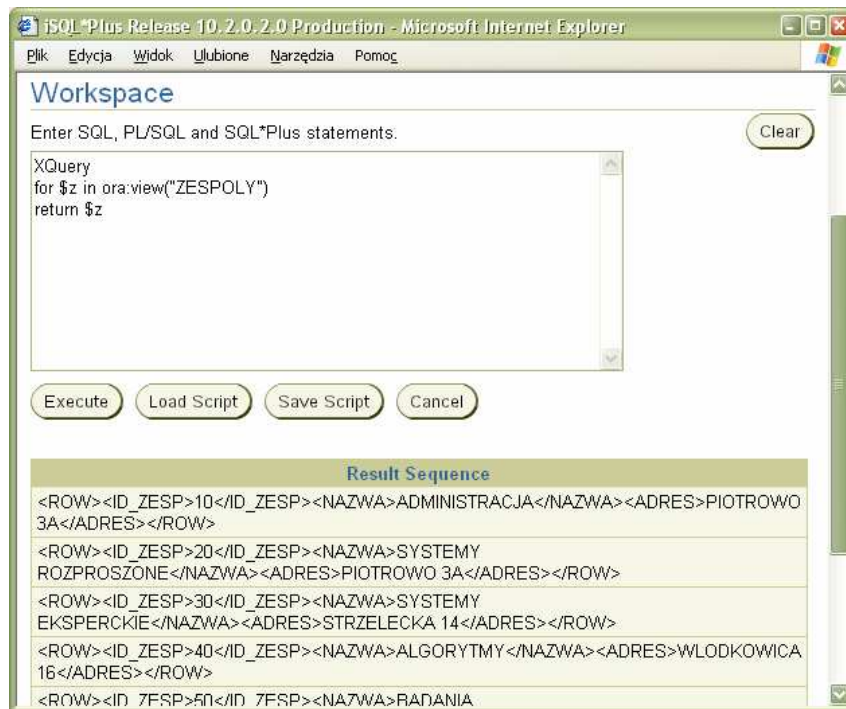 iSQL*Plus Release 10.2.0.2.0 Production - Microsoft Internet Explorer
Plik Edycja Widok Ulubione Narzędzia Pomoc
Workspace
Enter SQL, PL/SQL and SQL*Plus statements.
Clear
XQuery
for $z in ora:view("ZESPOLY")
return $z
Execute Load Script Save Script Cancel
Result Sequence
<ROW><ID_ZESP>10</ID_ZESP><NAZWA>ADMINISTRACJA</NAZWA><ADRES>PIOTROWO
3A</ADRES></ROW>
<ROW><ID_ZESP>20</ID_ZESP><NAZWA>SYSTEMY
ROZPROSZONE</NAZWA><ADRES>PIOTROWO 3A</ADRES></ROW>
<ROW><ID_ZESP>30</ID_ZESP><NAZWA>SYSTEMY
EKSPERCKIE</NAZWA><ADRES>STRZELECKA 14</ADRES></ROW>
<ROW><ID_ZESP>40</ID_ZESP><NAZWA>ALGORYTMY</NAZWA><ADRES>WLODKOWICA
16</ADRES></ROW>
<ROW><ID_ZESP>50</ID_ZESP><NAZWA>BADANIA